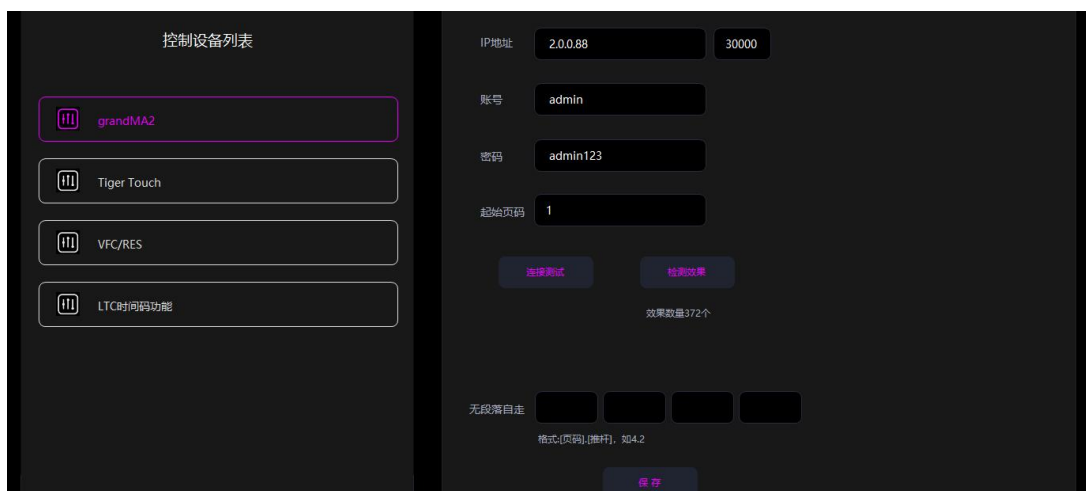 控制设备列表
grandMA2
Tiger Touch
VFC/RES
LTC时间码功能
IP地址 2.0.0.88 30000
账号 admin
密码 admin123
起始页码 1
连接测试 检测效果
效果数量372个
无段落自走
格式:[页码].[推杆]，如4.2
保 存